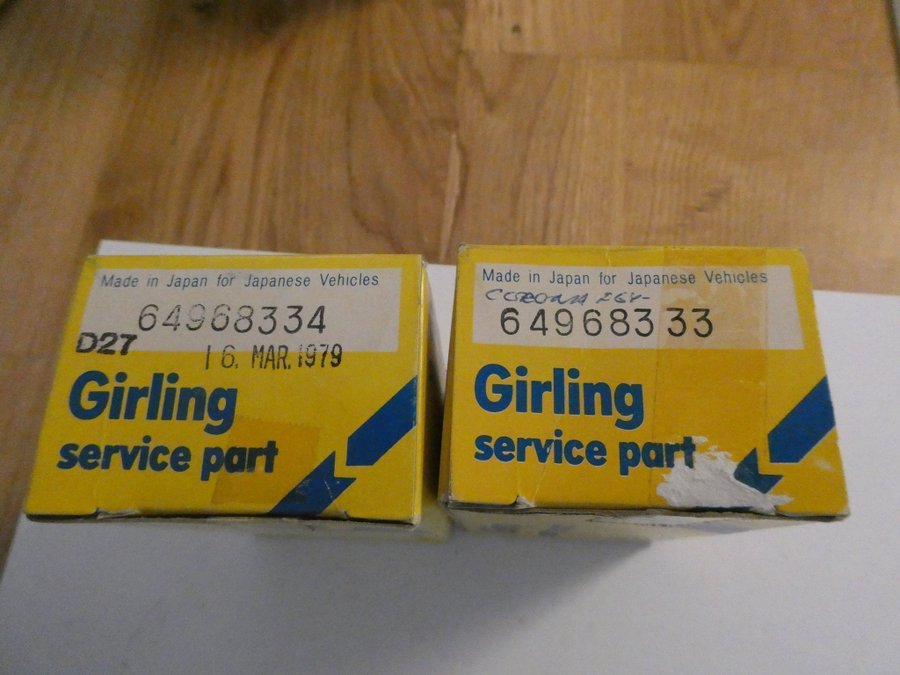 Made in Japan for Japanese Vehicles
64968334
D27
16. MAR. 1979
Girling
service part
Made in Japan for Japanese Vehicles
64968333
Girling
service part